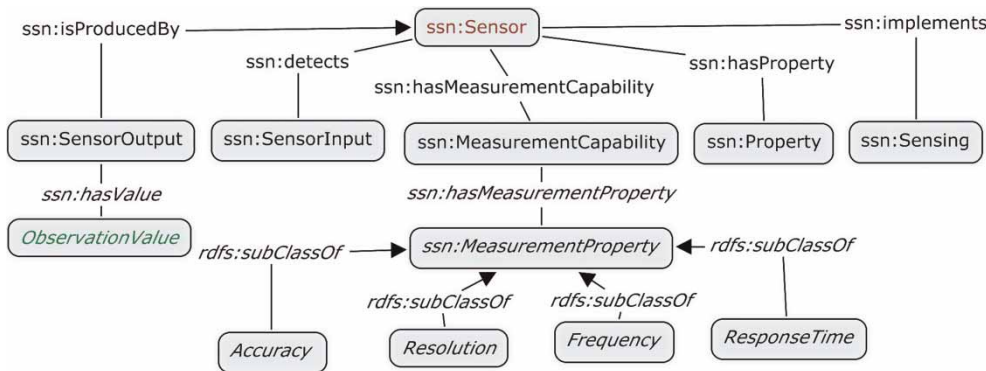 ssn:isProducedBy
ssn:Sensor
ssn:implements
ssn:detects
ssn:hasProperty
ssn:hasMeasurementCapability
ssn:SensorOutput
ssn:SensorInput
ssn:MeasurementCapability
ssn:Property
ssn:Sensing
ssn:hasValue
ssn:hasMeasurementProperty
ObservationValue
rdfs:subClassOf
ssn:MeasurementProperty
rdfs:subClassOf
rdfs:subClassOf
rdfs:subClassOf
Accuracy
Resolution
Frequency
ResponseTime